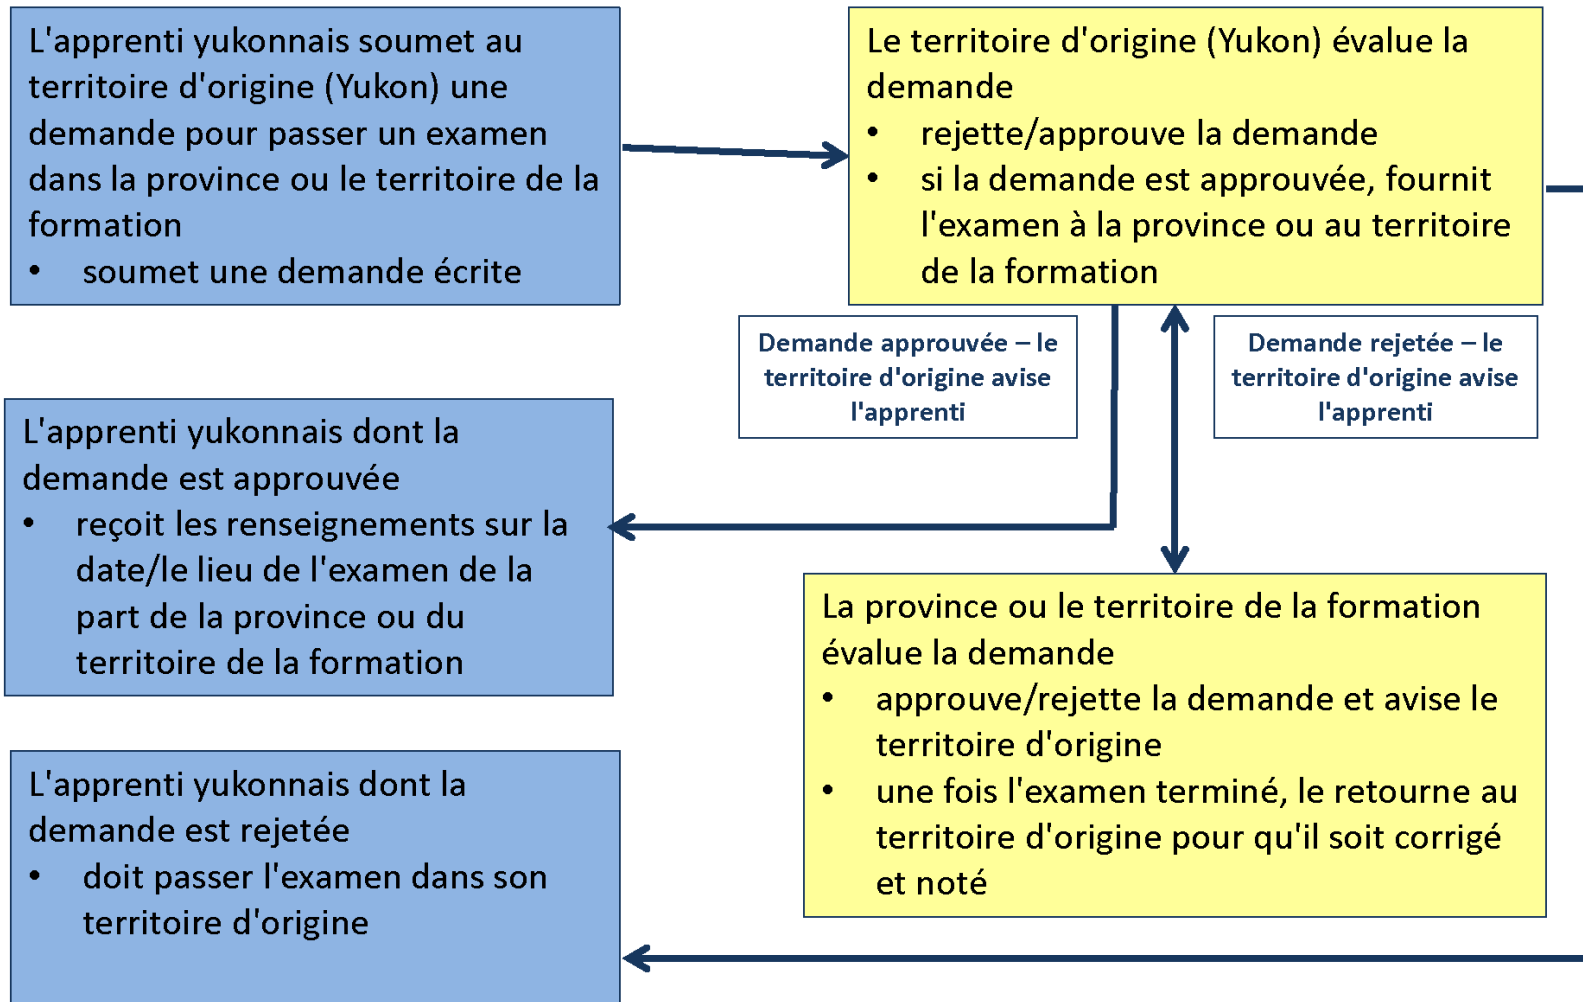 L'apprenti yukonnais soumet au
territoire d'origine (Yukon) une
demande pour passer un examen
dans la province ou le territoire de la
formation
• soumet une demande écrite
Le territoire d'origine (Yukon) évalue la
demande
• rejette/approuve la demande
• si la demande est approuvée, fournit
l'examen à la province ou au territoire
de la formation
Demande approuvée – le
territoire d'origine avise
l'apprenti
Demande rejetée – le
territoire d'origine avise
l'apprenti
L'apprenti yukonnais dont la
demande est approuvée
• reçoit les renseignements sur la
date/le lieu de l'examen de la
part de la province ou du
territoire de la formation
La province ou le territoire de la formation
évalue la demande
• approuve/rejette la demande et avise le
territoire d'origine
• une fois l'examen terminé, le retourne au
territoire d'origine pour qu'il soit corrigé
et noté
L'apprenti yukonnais dont la
demande est rejetée
• doit passer l'examen dans son
territoire d'origine